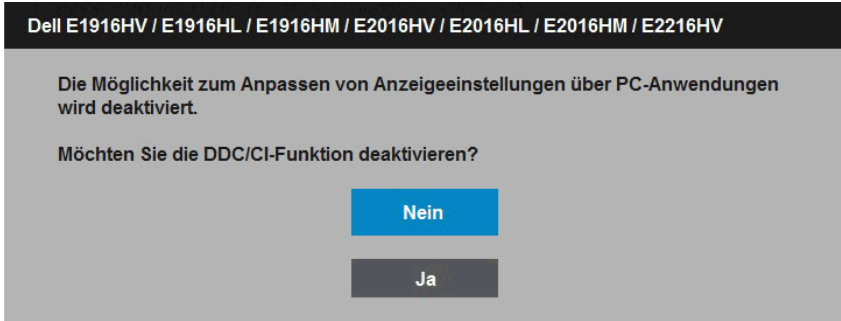 Dell E1916HV / E1916HL / E1916HM / E2016HV / E2016HL / E2016HM / E2216HV
Die Möglichkeit zum Anpassen von Anzeigeeinstellungen über PC-Anwendungen
wird deaktiviert.
Möchten Sie die DDC/CI-Funktion deaktivieren?
Nein
Ja